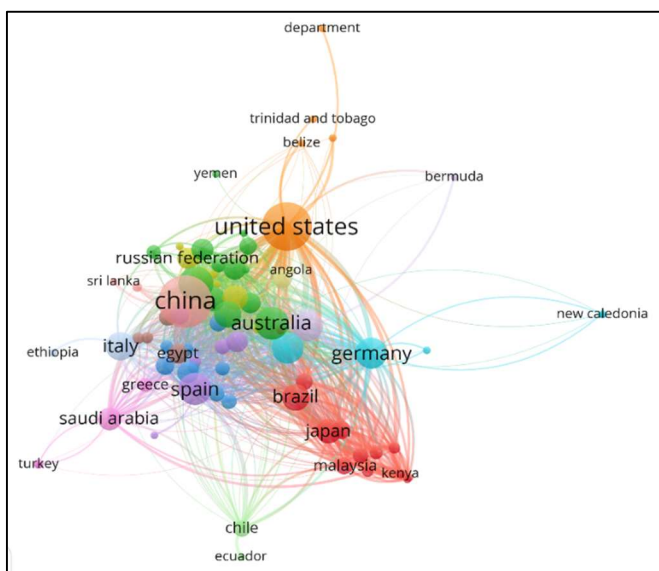 department
trinidad and tobago
belize
yemen
bermuda
united states
russian federation
angola
sri lanka
china
new caledonia
australia
italy
ethiopia
egypt
germany
greece
spain
brazil
saudi arabia
japan
turkey
malaysia
kenya
chile
ecuador